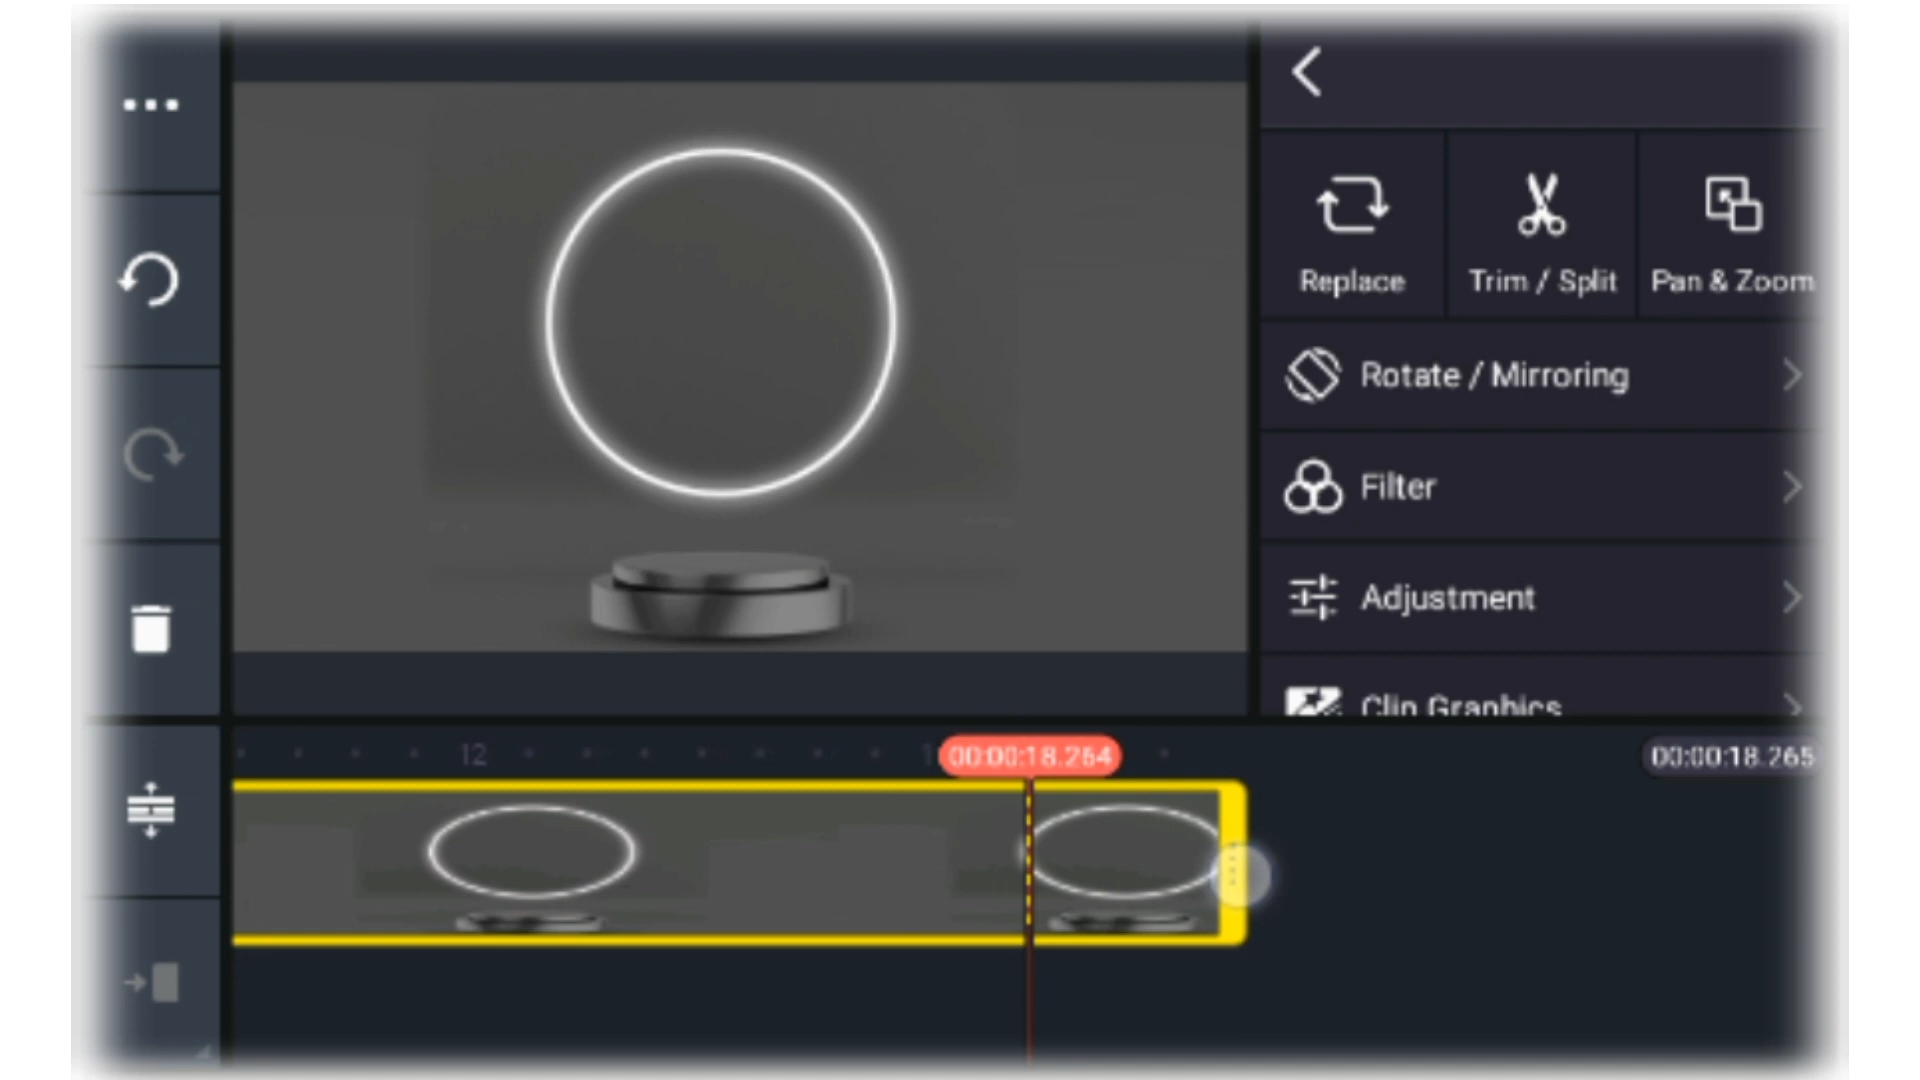 Replace
Trim / Split
Pan & Zoom
Rotate / Mirroring
Filter
Adjustment
Clip Graphics
12
00:00:18.264
00:00:18.265